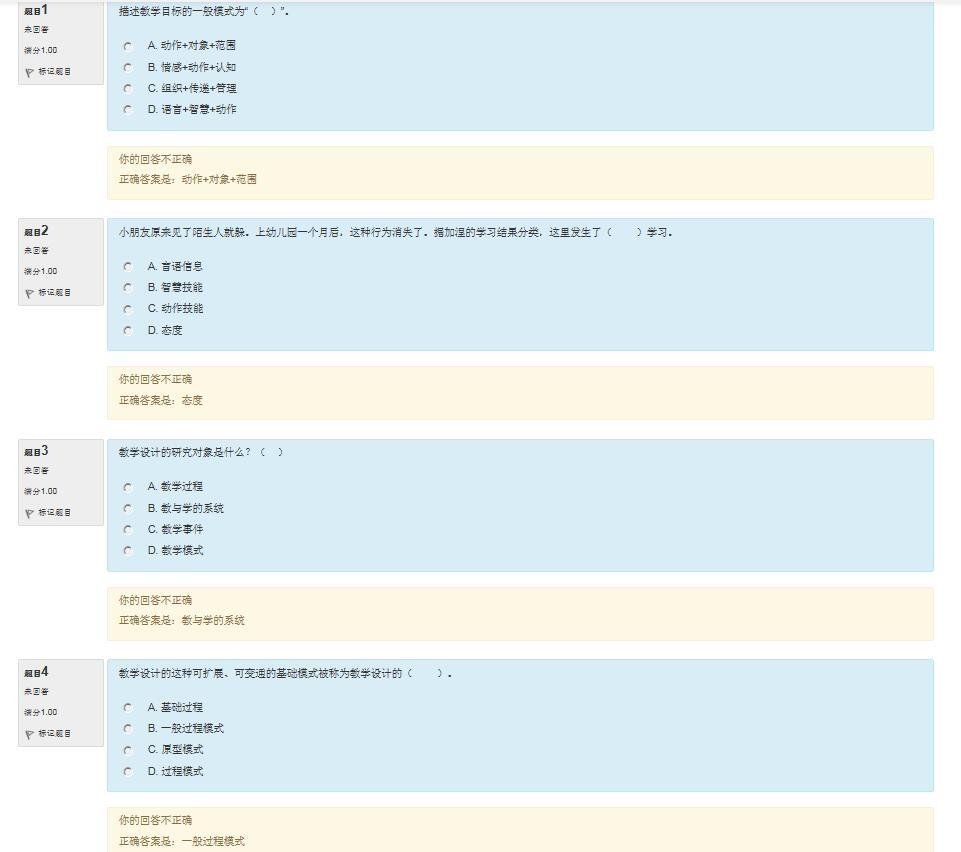 题目1
未回答
满分1.00
标记题目
描述教学目标的一般模式为“（ ）”。
A. 动作+对象+范围
B. 情感+动作+认知
C. 组织+传递+管理
D. 语言+智慧+动作
你的回答不正确
正确答案是：动作+对象+范围
题目2
未回答
满分1.00
标记题目
小朋友原来见了陌生人就躲。上幼儿园一个月后，这种行为消失了。据加涅的学习结果分类，这里发生了（ ）学习。
A. 言语信息
B. 智慧技能
C. 动作技能
D. 态度
你的回答不正确
正确答案是：态度
题目3
未回答
满分1.00
标记题目
教学设计的研究对象是什么？（ ）
A. 教学过程
B. 教与学的系统
C. 教学事件
D. 教学模式
你的回答不正确
正确答案是：教与学的系统
题目4
未回答
满分1.00
标记题目
教学设计的这种可扩展、可变通的基础模式被称为教学设计的（ ）。
A. 基础过程
B. 一般过程模式
C. 原型模式
D. 过程模式
你的回答不正确
正确答案是：一般过程模式